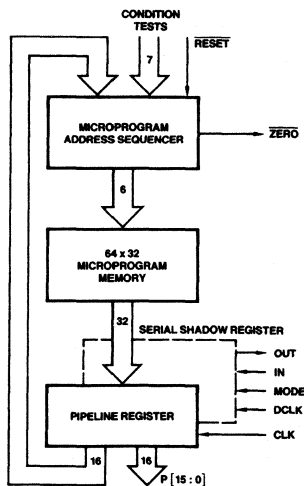 CONDITION
TESTS
7
RESET
MICROPROGRAM
ADDRESS SEQUENCER
ZERO
6
64 x 32
MICROPROGRAM
MEMORY
32
SERIAL SHADOW REGISTER
OUT
IN
MODE
DCLK
PIPELINE REGISTER
CLK
16
16
P [15 : 0]